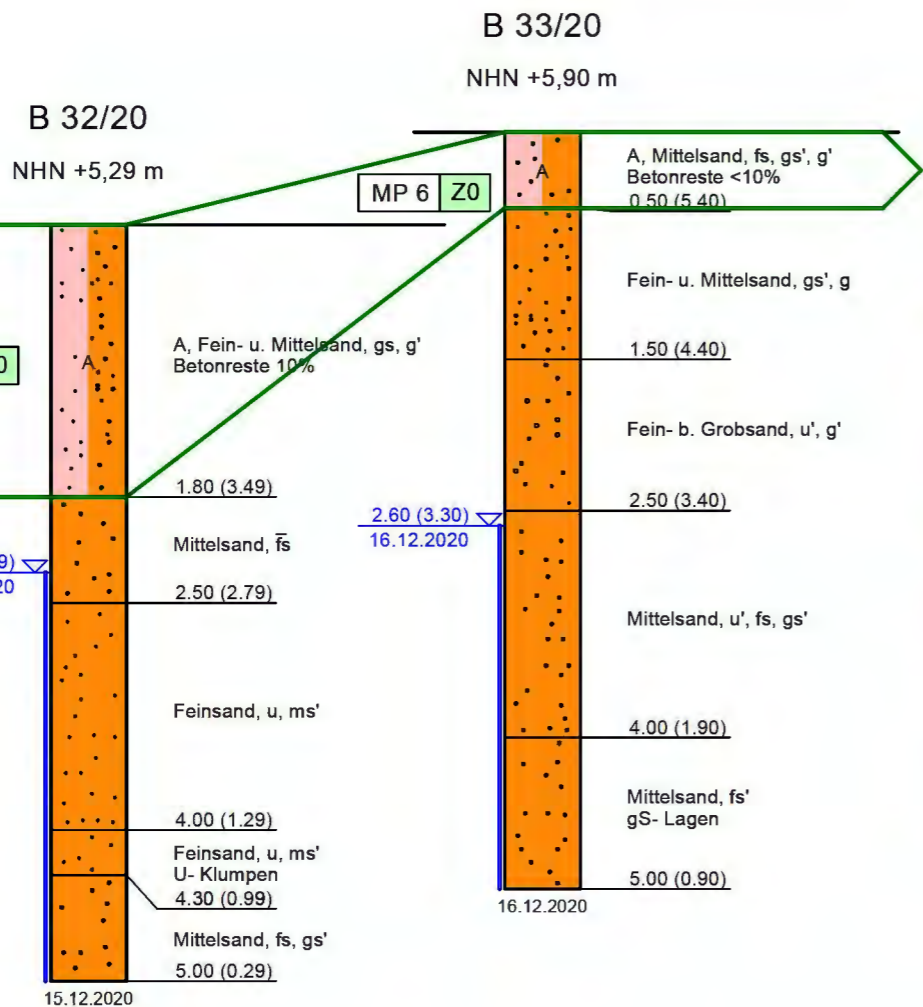 B 33/20
NHN +5,90 m
B 32/20
NHN +5,29 m
A, Mittelsand, fs, gs', g'
Betonreste <10%
0.50 (5.40)
MP 6 Z0
Fein- u. Mittelsand, gs', g
1.50 (4.40)
Fein- b. Grobsand, u', g'
2.50 (3.40)
2.60 (3.30)
16.12.2020
Mittelsand, u', fs, gs'
4.00 (1.90)
Mittelsand, fs'
gS- Lagen
5.00 (0.90)
16.12.2020
A
A, Fein- u. Mittelsand, gs, g'
Betonreste 10%
1.80 (3.49)
Mittelsand, f̅s
2.50 (2.79)
Feinsand, u, ms'
4.00 (1.29)
Feinsand, u, ms'
U- Klumpen
4.30 (0.99)
Mittelsand, fs, gs'
5.00 (0.29)
15.12.2020
A
0
9)
20